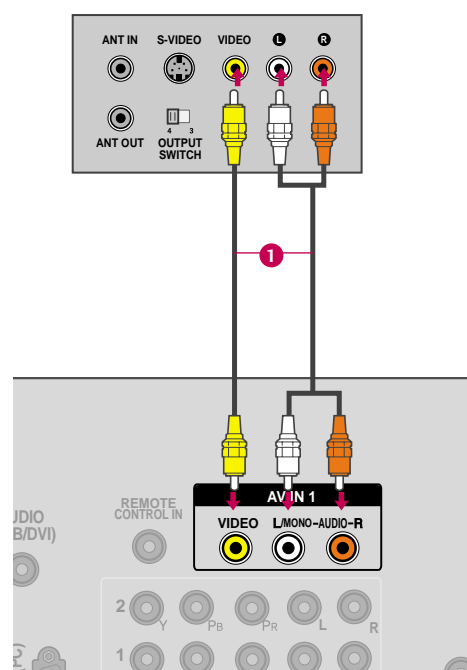 ANT IN S-VIDEO VIDEO L R
4 3
ANT OUT OUTPUT
SWITCH
1
AV IN 1
REMOTE
CONTROL IN
VIDEO L/MONO-AUDIO-R
UDIO
B/DVI)
2 Y PB PR L R
1